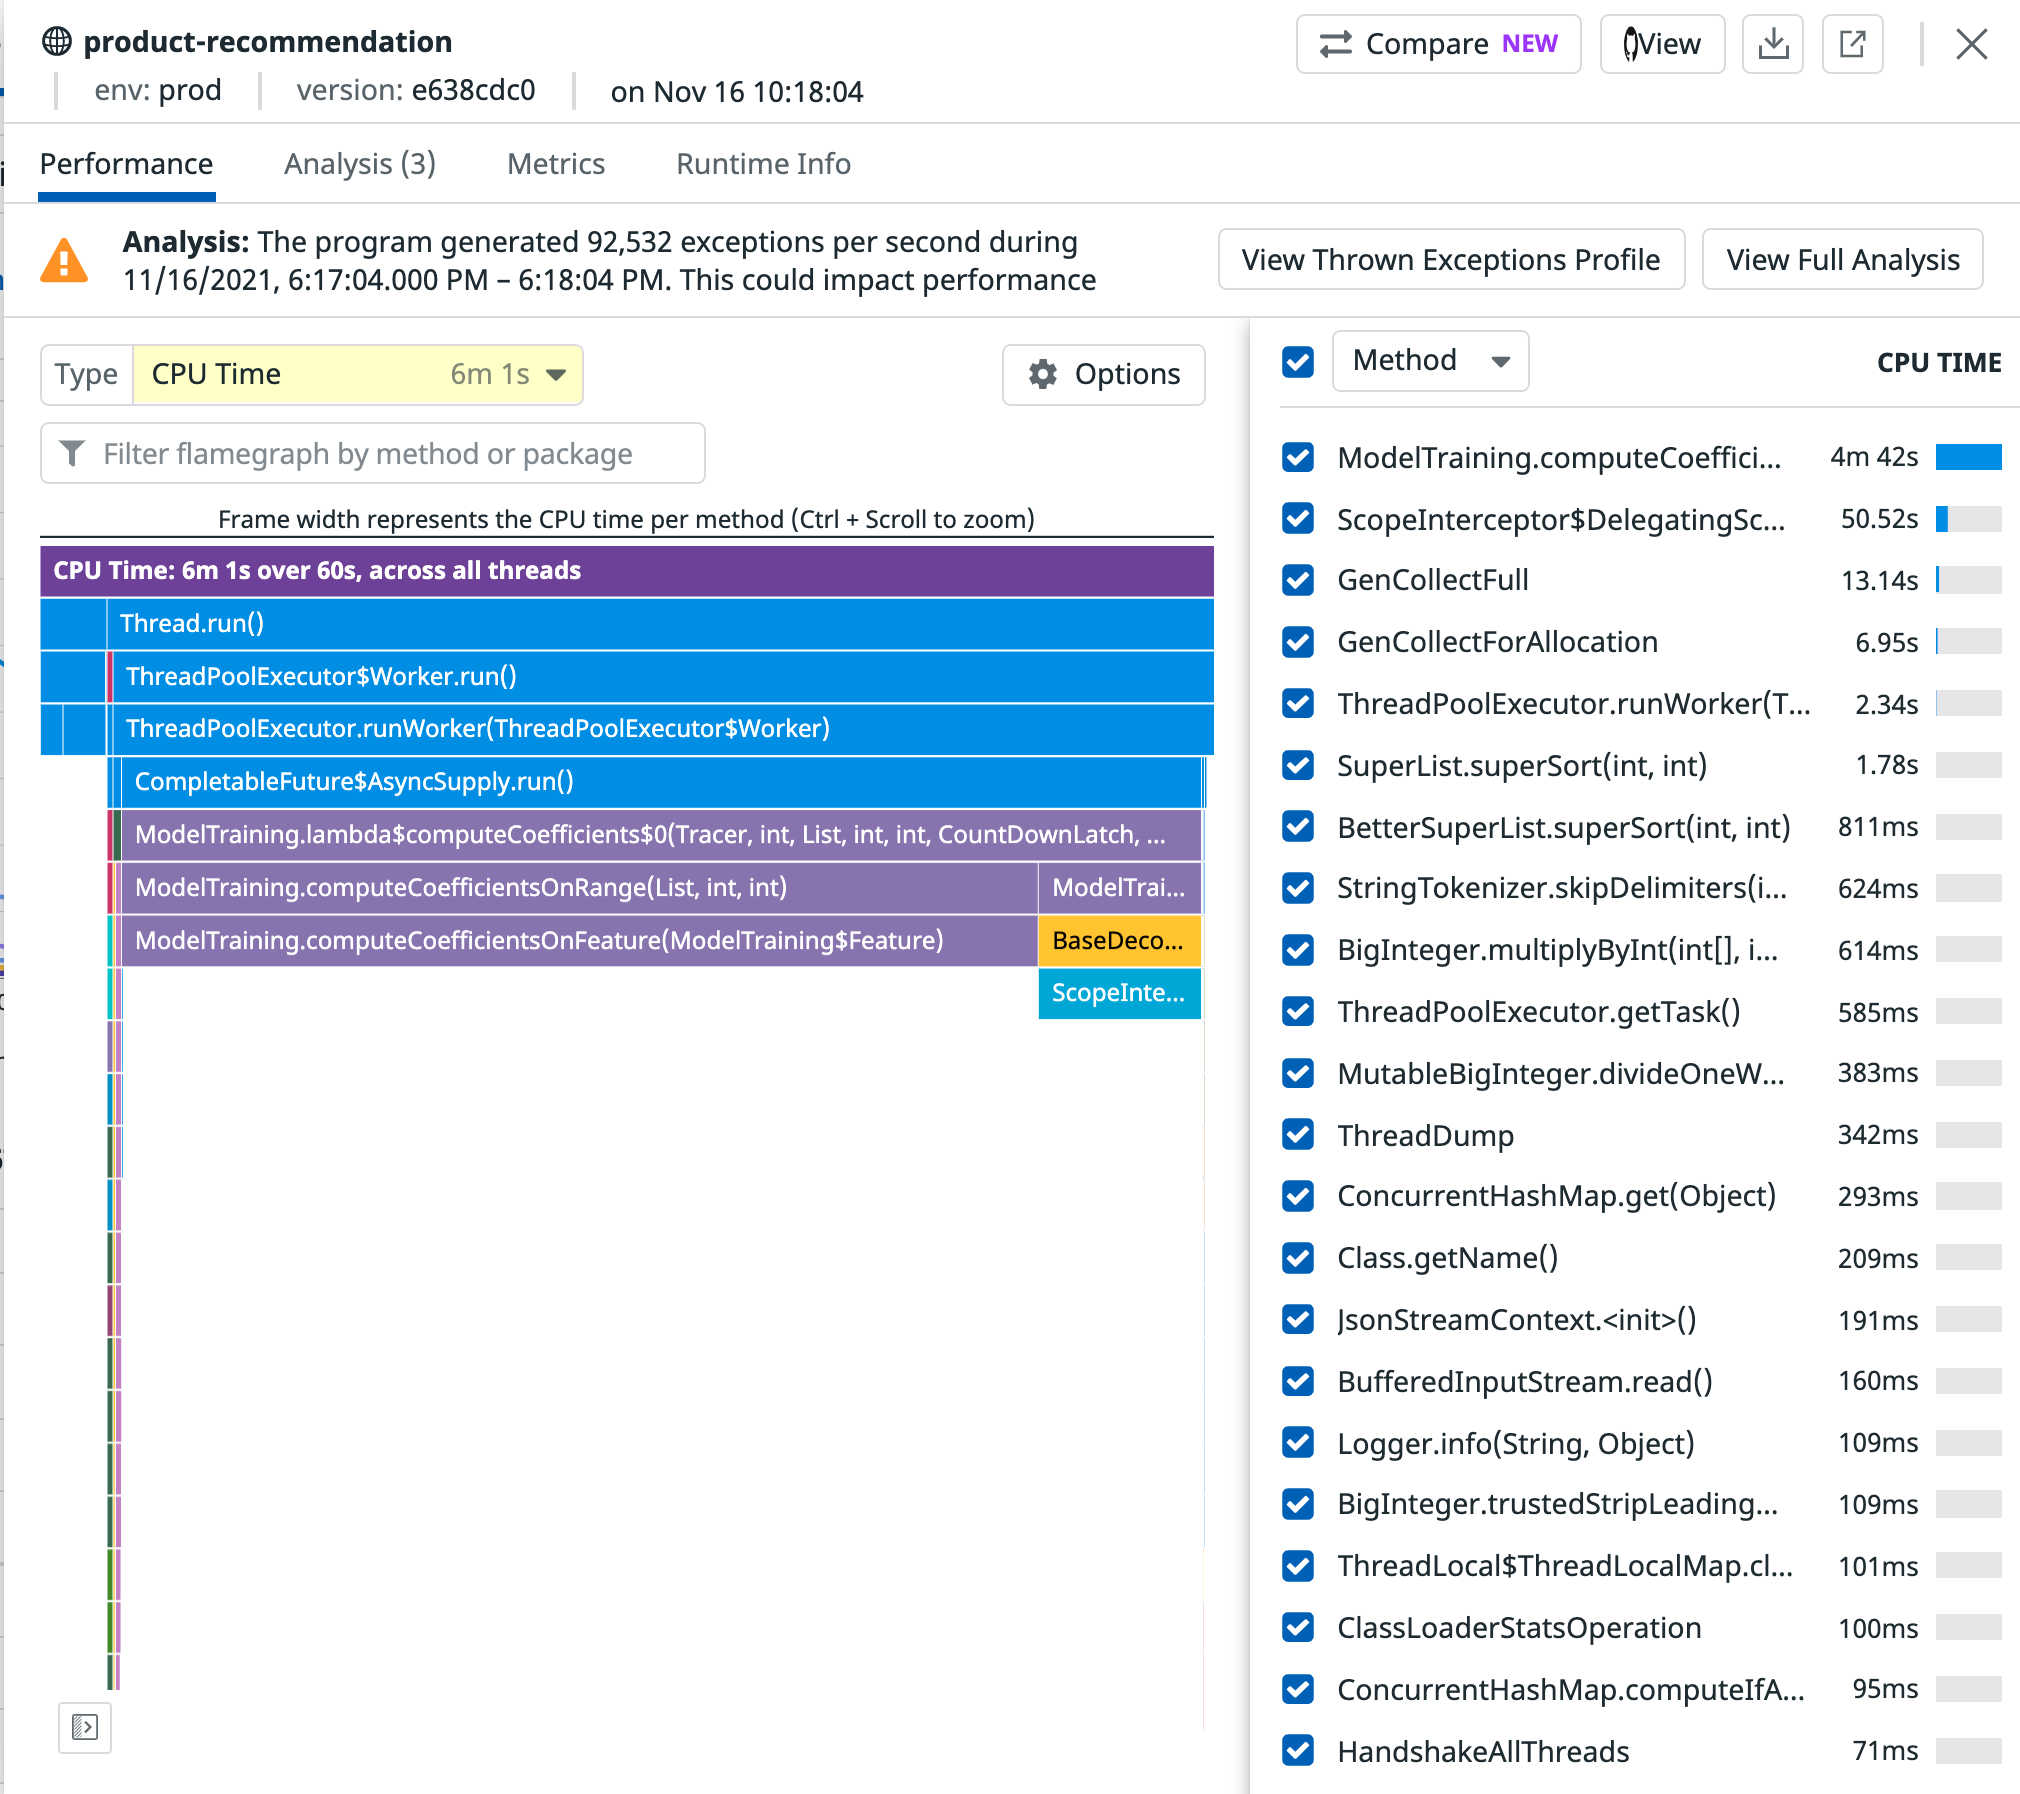 product-recommendation
Compare NEW
View
env: prod
version: e638cdc0
on Nov 16 10:18:04
Performance
Analysis (3)
Metrics
Runtime Info
Analysis: The program generated 92,532 exceptions per second during
11/16/2021, 6:17:04.000 PM – 6:18:04 PM. This could impact performance
View Thrown Exceptions Profile
View Full Analysis
Type
CPU Time 6m 1s
Options
Filter flamegraph by method or package
Frame width represents the CPU time per method (Ctrl + Scroll to zoom)
CPU Time: 6m 1s over 60s, across all threads
Thread.run()
ThreadPoolExecutor$Worker.run()
ThreadPoolExecutor.runWorker(ThreadPoolExecutor$Worker)
CompletableFuture$AsyncSupply.run()
ModelTraining.lambda$computeCoefficients$0(Tracer, int, List, int, int, CountDownLatch, ...
ModelTraining.computeCoefficientsOnRange(List, int, int)
ModelTrai...
ModelTraining.computeCoefficientsOnFeature(ModelTraining$Feature)
BaseDeco...
ScopeInte...
Method
CPU TIME
ModelTraining.computeCoeffici... 4m 42s
ScopeInterceptor$DelegatingSc... 50.52s
GenCollectFull 13.14s
GenCollectForAllocation 6.95s
ThreadPoolExecutor.runWorker(T... 2.34s
SuperList.superSort(int, int) 1.78s
BetterSuperList.superSort(int, int) 811ms
StringTokenizer.skipDelimiters(i... 624ms
BigInteger.multiplyByInt(int[], i... 614ms
ThreadPoolExecutor.getTask() 585ms
MutableBigInteger.divideOneW... 383ms
ThreadDump 342ms
ConcurrentHashMap.get(Object) 293ms
Class.getName() 209ms
JsonStreamContext.<init>() 191ms
BufferedInputStream.read() 160ms
Logger.info(String, Object) 109ms
BigInteger.trustedStripLeading... 109ms
ThreadLocal$ThreadLocalMap.cl... 101ms
ClassLoaderStatsOperation 100ms
ConcurrentHashMap.computeIfA... 95ms
HandshakeAllThreads 71ms